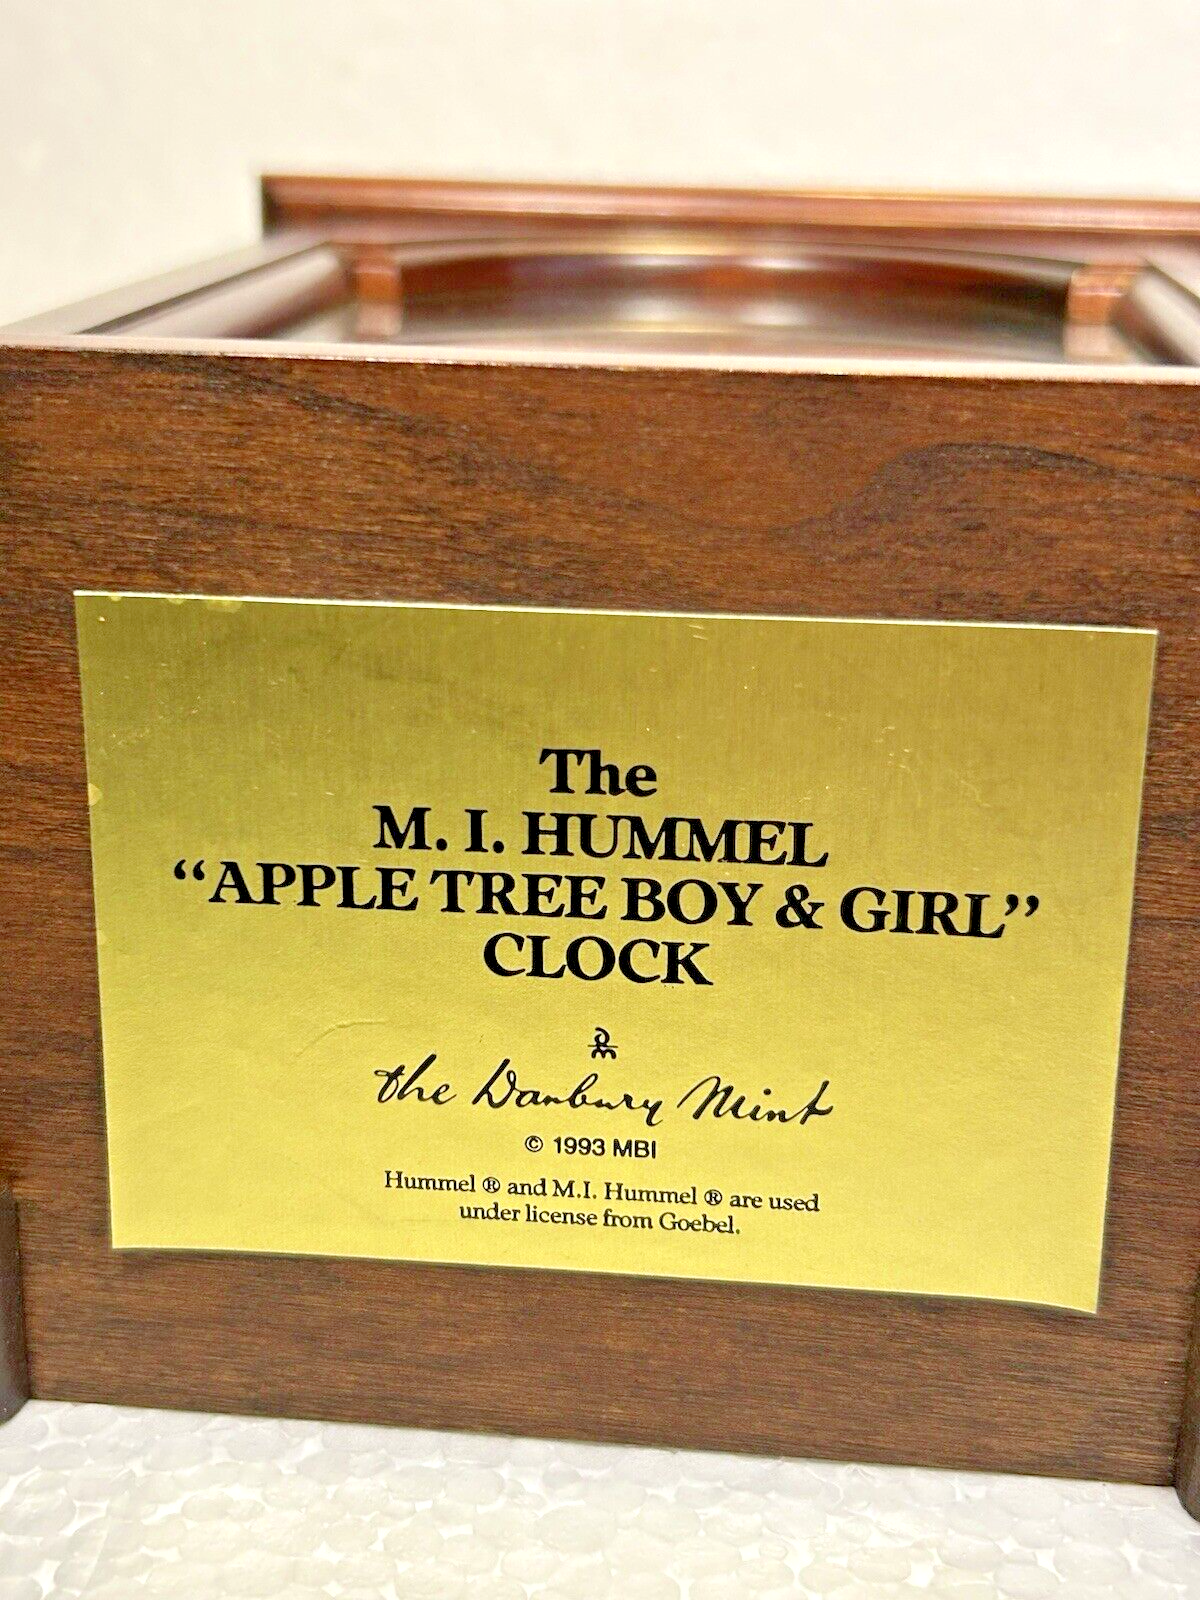 The
M. I. HUMMEL
“APPLE TREE BOY & GIRL”
CLOCK
the Danbury Mint
© 1993 MBI
Hummel ® and M.I. Hummel ® are used
under license from Goebel.